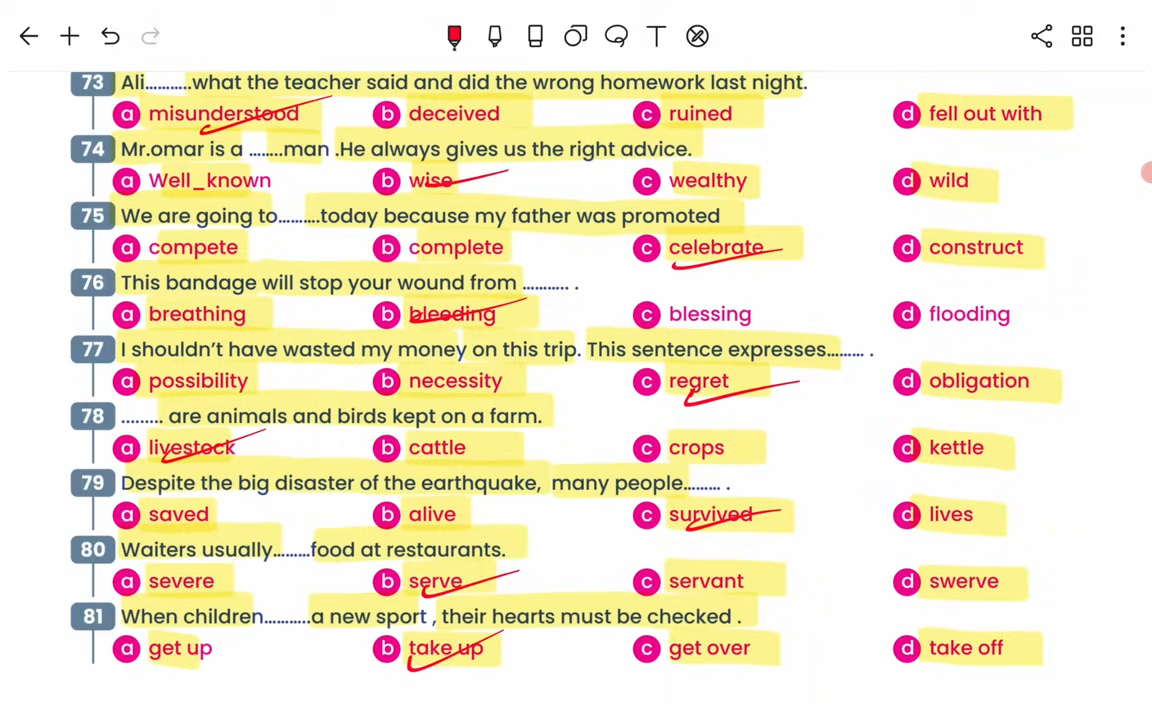 73 Ali...........what the teacher said and did the wrong homework last night.
a misunderstood b deceived c ruined d fell out with
74 Mr.omar is a ........man .He always gives us the right advice.
a Well_known b wise c wealthy d wild
75 We are going to..........today because my father was promoted
a compete b complete c celebrate d construct
76 This bandage will stop your wound from ........... .
a breathing b bleeding c blessing d flooding
77 I shouldn't have wasted my money on this trip. This sentence expresses......... .
a possibility b necessity c regret d obligation
78 ......... are animals and birds kept on a farm.
a livestock b cattle c crops d kettle
79 Despite the big disaster of the earthquake, many people........ .
a saved b alive c survived d lives
80 Waiters usually.........food at restaurants.
a severe b serve c servant d swerve
81 When children...........a new sport , their hearts must be checked .
a get up b take up c get over d take off